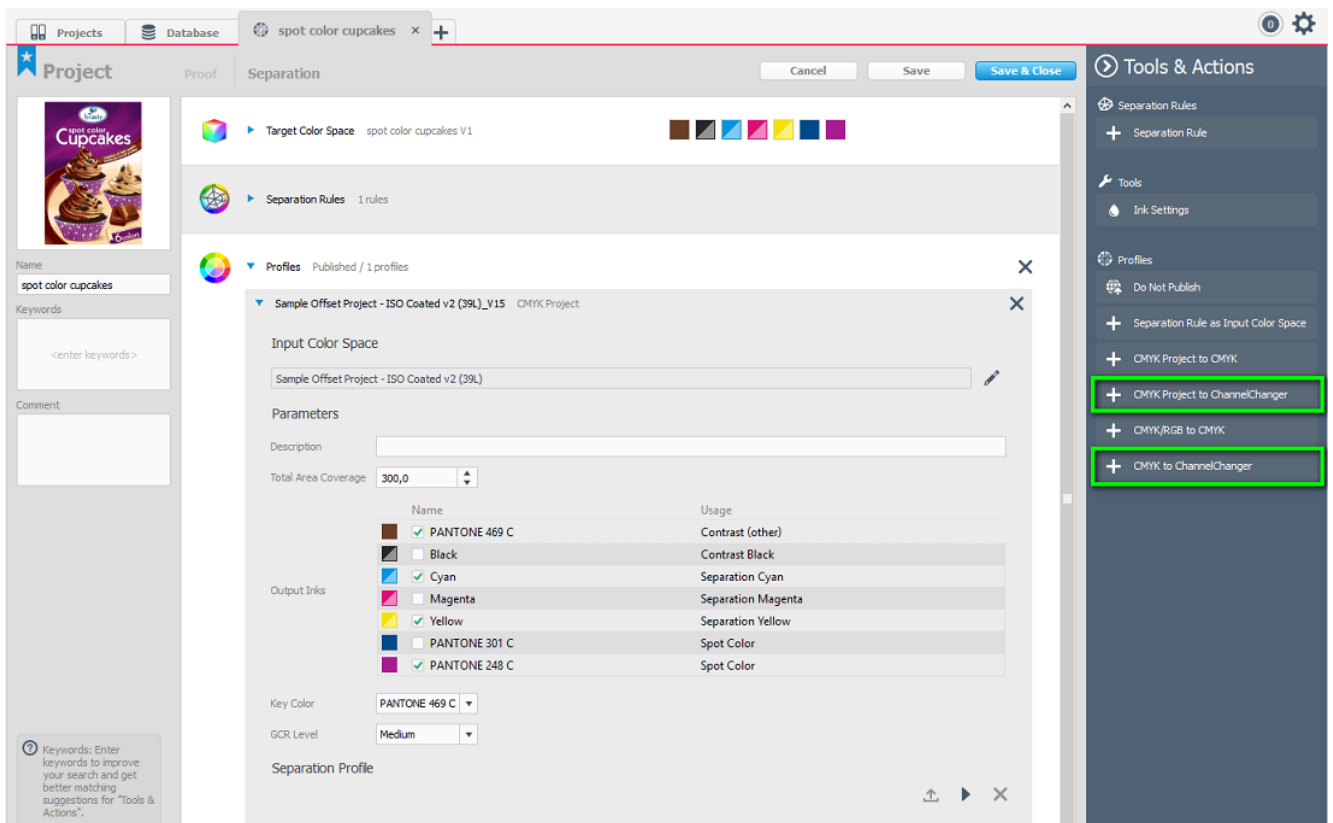 Projects
Database
spot color cupcakes
0
Project
Proof
Separation
Cancel
Save
Save & Close
Tools & Actions
Tasty
spot color
Cupcakes
Name
spot color cupcakes
Keywords
<enter keywords>
Comment
Keywords: Enter
keywords to improve
your search and get
better matching
suggestions for "Tools &
Actions".
Target Color Space spot color cupcakes V1
Separation Rules 1 rules
Profiles Published / 1 profiles
Sample Offset Project - ISO Coated v2 (39L)_V15 CMYK Project
Input Color Space
Sample Offset Project - ISO Coated v2 (39L)
Parameters
Description
Total Area Coverage 300,0
Name Usage
PANTONE 469 C Contrast (other)
Black Contrast Black
Cyan Separation Cyan
Output Inks
Magenta Separation Magenta
Yellow Separation Yellow
PANTONE 301 C Spot Color
PANTONE 248 C Spot Color
Key Color PANTONE 469 C
GCR Level Medium
Separation Profile
Separation Rules
Separation Rule
Tools
Ink Settings
Profiles
Do Not Publish
Separation Rule as Input Color Space
CMYK Project to CMYK
CMYK Project to ChannelChanger
CMYK/RGB to CMYK
CMYK to ChannelChanger